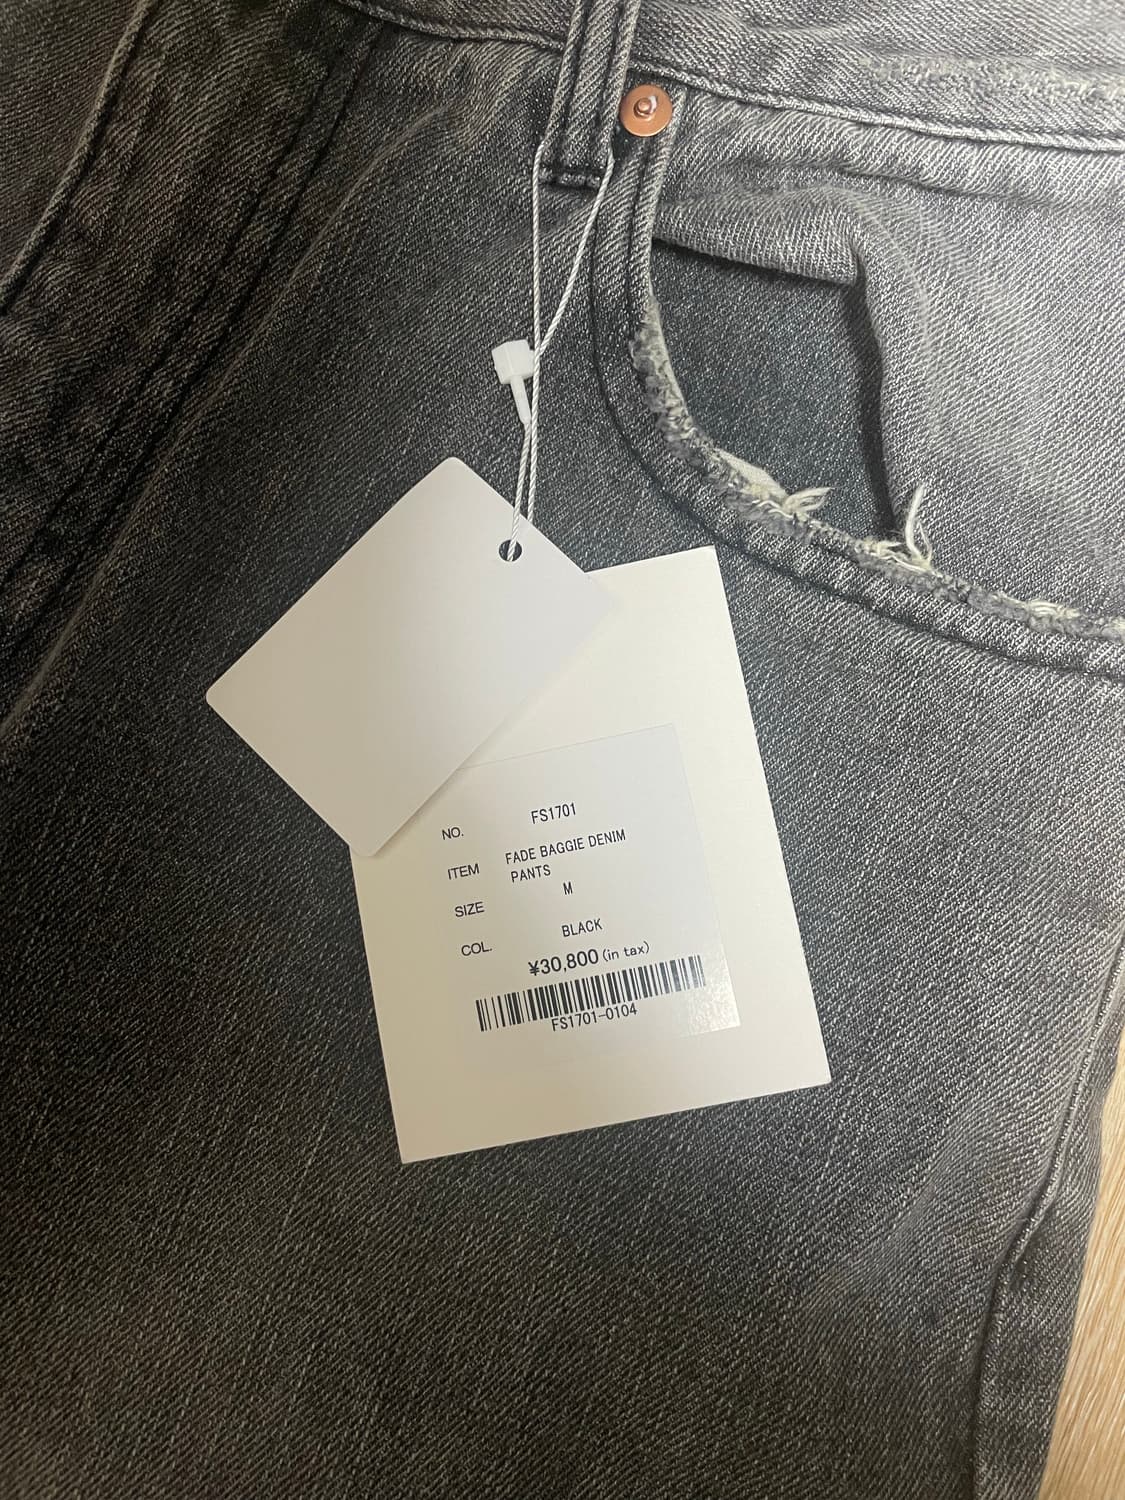 NO. FS1701
ITEM FADE BAGGIE DENIM
PANTS
SIZE M
COL. BLACK
¥30,800 (in tax)
FS1701-0104